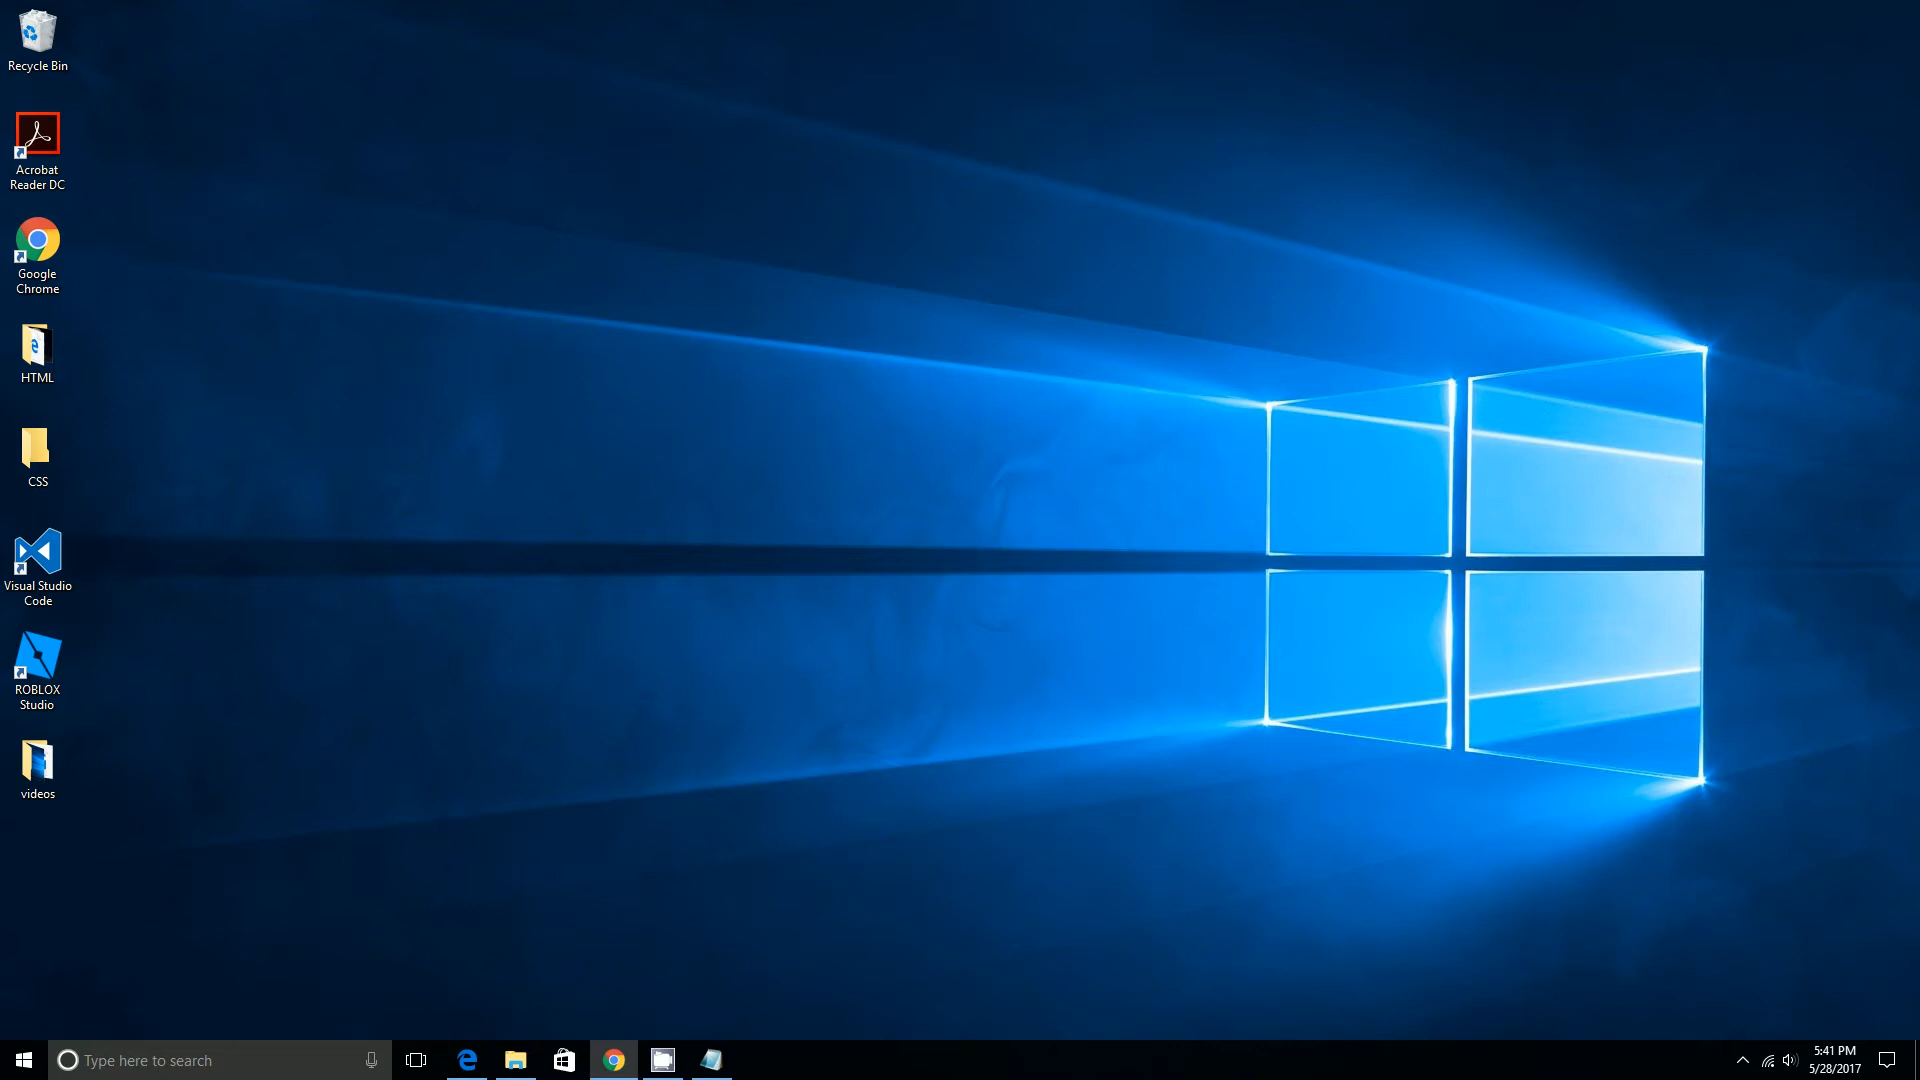 Recycle Bin
Acrobat
Reader DC
Google
Chrome
HTML
CSS
Visual Studio
Code
ROBLOX
Studio
videos
Type here to search
5:41 PM
5/28/2017